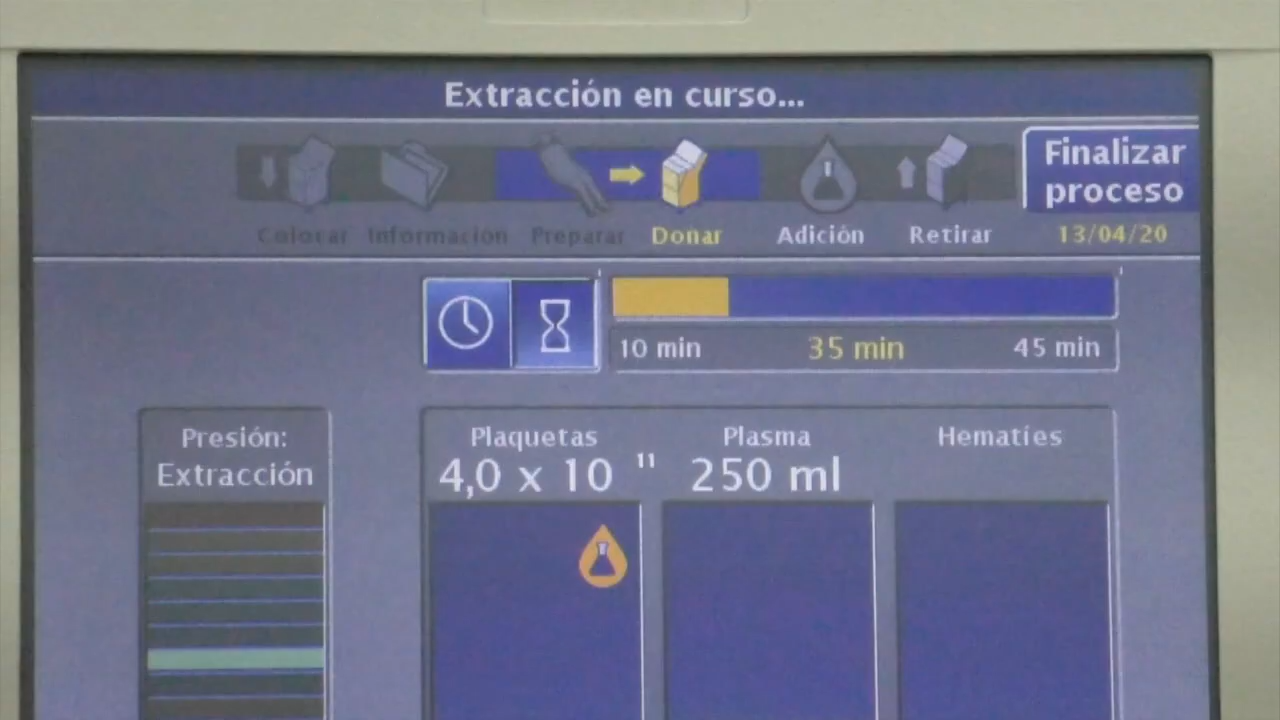 Extracción en curso...
Finalizar
proceso
Colocar Información Preparar Donar Adición Retirar 13/04/20
10 min 35 min 45 min
Presión:
Extracción
Plaquetas
4,0 x 10 ¹¹
Plasma
250 ml
Hematíes